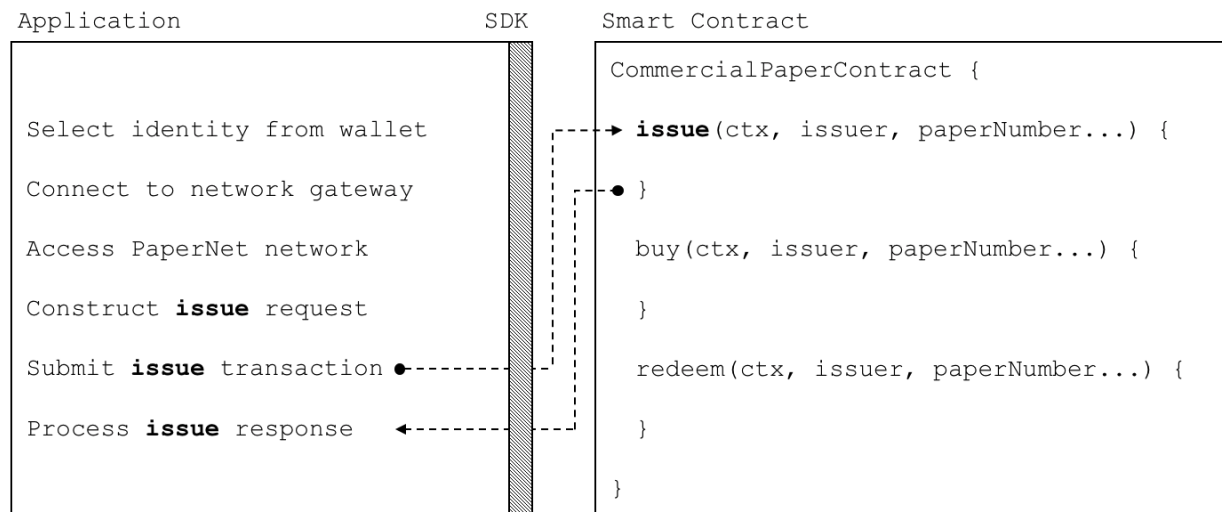 Application SDK Smart Contract
CommercialPaperContract {
Select identity from wallet
issue(ctx, issuer, paperNumber...) {
Connect to network gateway
}
Access PaperNet network
buy(ctx, issuer, paperNumber...) {
Construct issue request
}
Submit issue transaction
redeem(ctx, issuer, paperNumber...) {
Process issue response
}
}